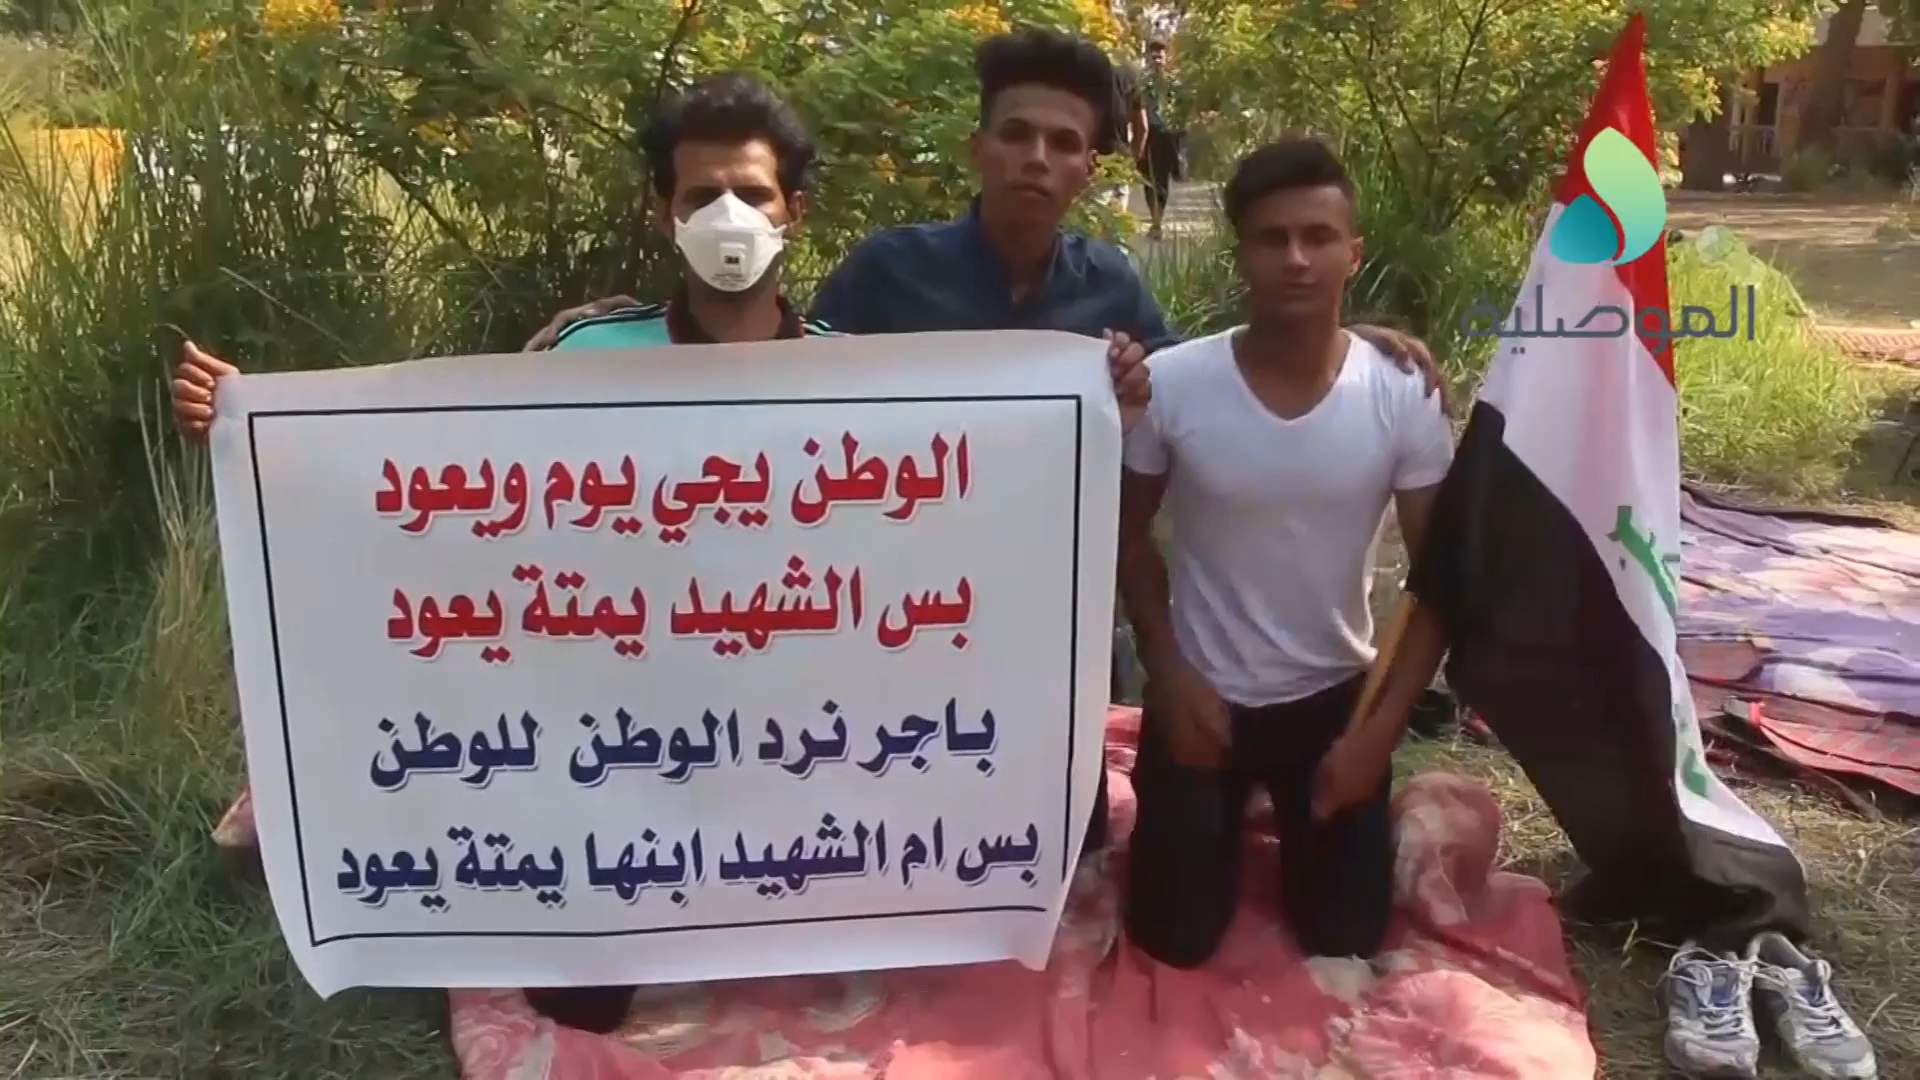 الموصلية
الوطن يجي يوم ويعود
بس الشهيد يمتة يعود
باجر نرد الوطن للوطن
بس ام الشهيد ابنها يمتة يعود
3M